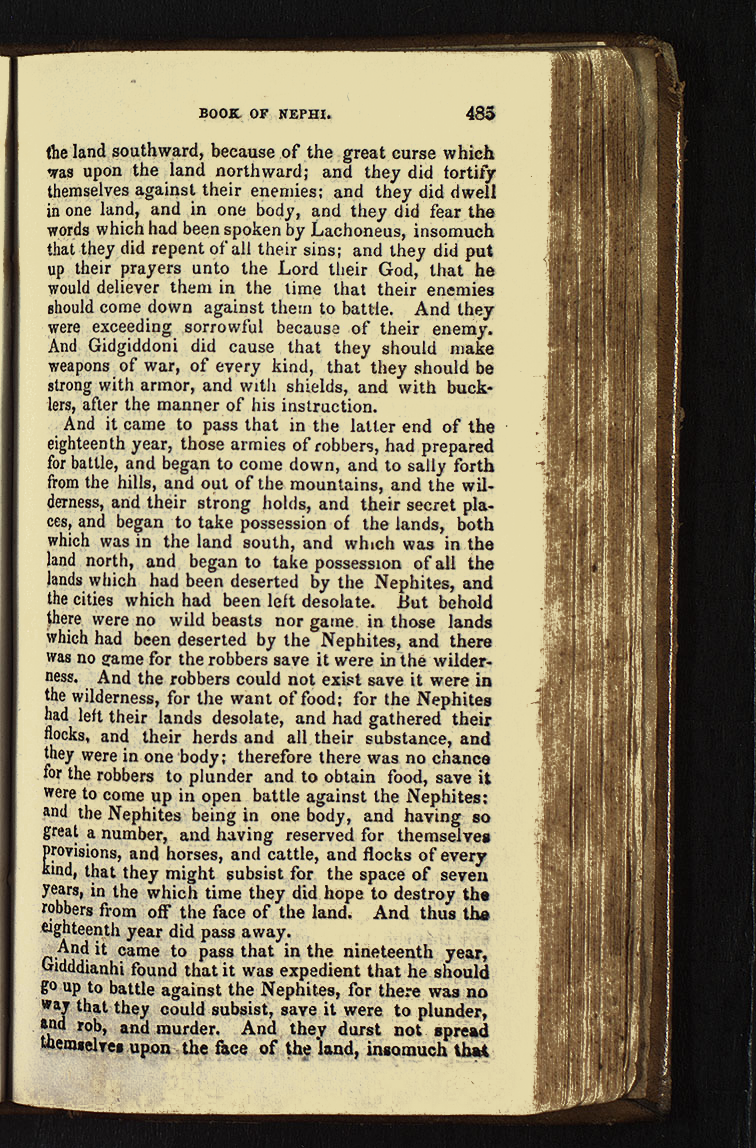 BOOK OF NEPHI. 485
the land southward, because of the great curse which
was upon the land northward; and they did fortify
themselves against their enemies; and they did dwell
in one land, and in one body, and they did fear the
words which had been spoken by Lachoneus, insomuch
that they did repent of all their sins; and they did put
up their prayers unto the Lord their God, that he
would deliever them in the time that their enemies
should come down against them to battle. And they
were exceeding sorrowful because of their enemy.
And Gidgiddoni did cause that they should make
weapons of war, of every kind, that they should be
strong with armor, and with shields, and with buck-
lers, after the manner of his instruction.
And it came to pass that in the latter end of the
eighteenth year, those armies of robbers, had prepared
for battle, and began to come down, and to sally forth
from the hills, and out of the mountains, and the wil-
derness, and their strong holds, and their secret pla-
ces, and began to take possession of the lands, both
which was in the land south, and which was in the
land north, and began to take possession of all the
lands which had been deserted by the Nephites, and
the cities which had been left desolate. But behold
there were no wild beasts nor game in those lands
which had been deserted by the Nephites, and there
was no game for the robbers save it were in the wilder-
ness. And the robbers could not exist save it were in
the wilderness, for the want of food; for the Nephites
had left their lands desolate, and had gathered their
flocks, and their herds and all their substance, and
they were in one body; therefore there was no chance
for the robbers to plunder and to obtain food, save it
were to come up in open battle against the Nephites:
and the Nephites being in one body, and having so
great a number, and having reserved for themselves
provisions, and horses, and cattle, and flocks of every
kind, that they might subsist for the space of seven
years, in the which time they did hope to destroy the
robbers from off the face of the land. And thus the
eighteenth year did pass away.
And it came to pass that in the nineteenth year,
Gidddianhi found that it was expedient that he should
go up to battle against the Nephites, for there was no
way that they could subsist, save it were to plunder,
and rob, and murder. And they durst not spread
themselves upon the face of the land, insomuch that